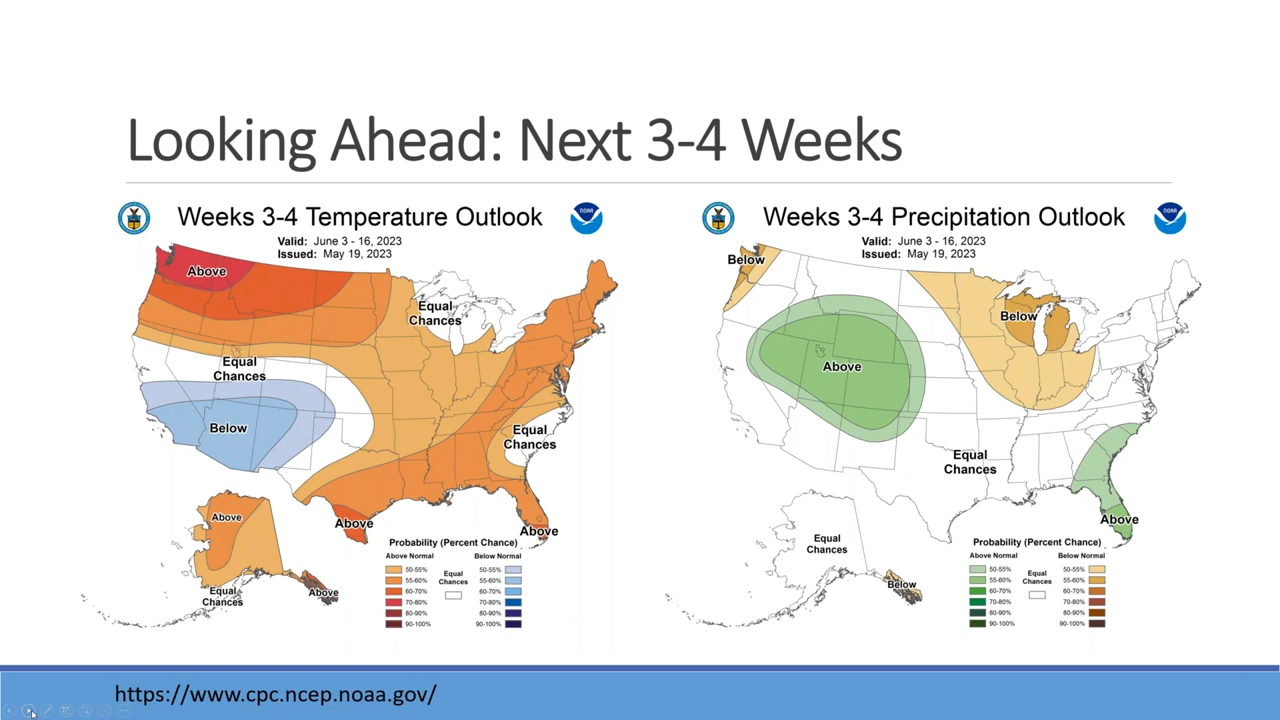 Looking Ahead: Next 3-4 Weeks
Weeks 3-4 Temperature Outlook
NOAA
Valid: June 3 - 16, 2023
Issued: May 19, 2023
Above
Equal
Chances
Equal
Chances
Below
Equal
Chances
Above
Above
Above
Equal
Chances
Above
Probability (Percent Chance)
Above Normal
Below Normal
Equal
Chances
50-55%
55-60%
60-70%
70-80%
80-90%
90-100%
50-55%
55-60%
60-70%
70-80%
80-90%
90-100%
Weeks 3-4 Precipitation Outlook
NOAA
Valid: June 3 - 16, 2023
Issued: May 19, 2023
Below
Below
Above
Equal
Chances
Above
Equal
Chances
Below
Probability (Percent Chance)
Above Normal
Below Normal
Equal
Chances
50-55%
55-60%
60-70%
70-80%
80-90%
90-100%
50-55%
55-60%
60-70%
70-80%
80-90%
90-100%
https://www.cpc.ncep.noaa.gov/